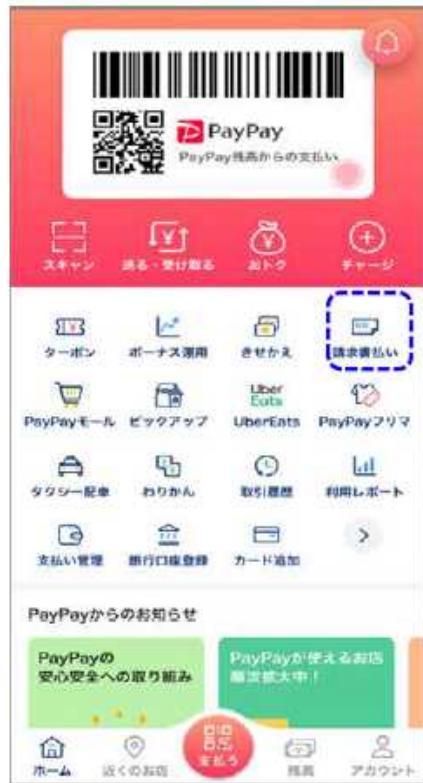 PayPay
PayPay残高からの支払い
スキャン 送る・受け取る おトク チャージ
クーポン ボーナス運用 きせかえ 請求書払い
Uber
Eats
PayPayモール ピックアップ UberEats PayPayフリマ
タクシー配車 わりかん 取引履歴 利用レポート
支払い管理 銀行口座登録 カード追加
PayPayからのお知らせ
PayPayの
安心安全への取り組み
PayPayが使えるお店
順次拡大中！
ホーム 近くのお店 支払う 残高 アカウント